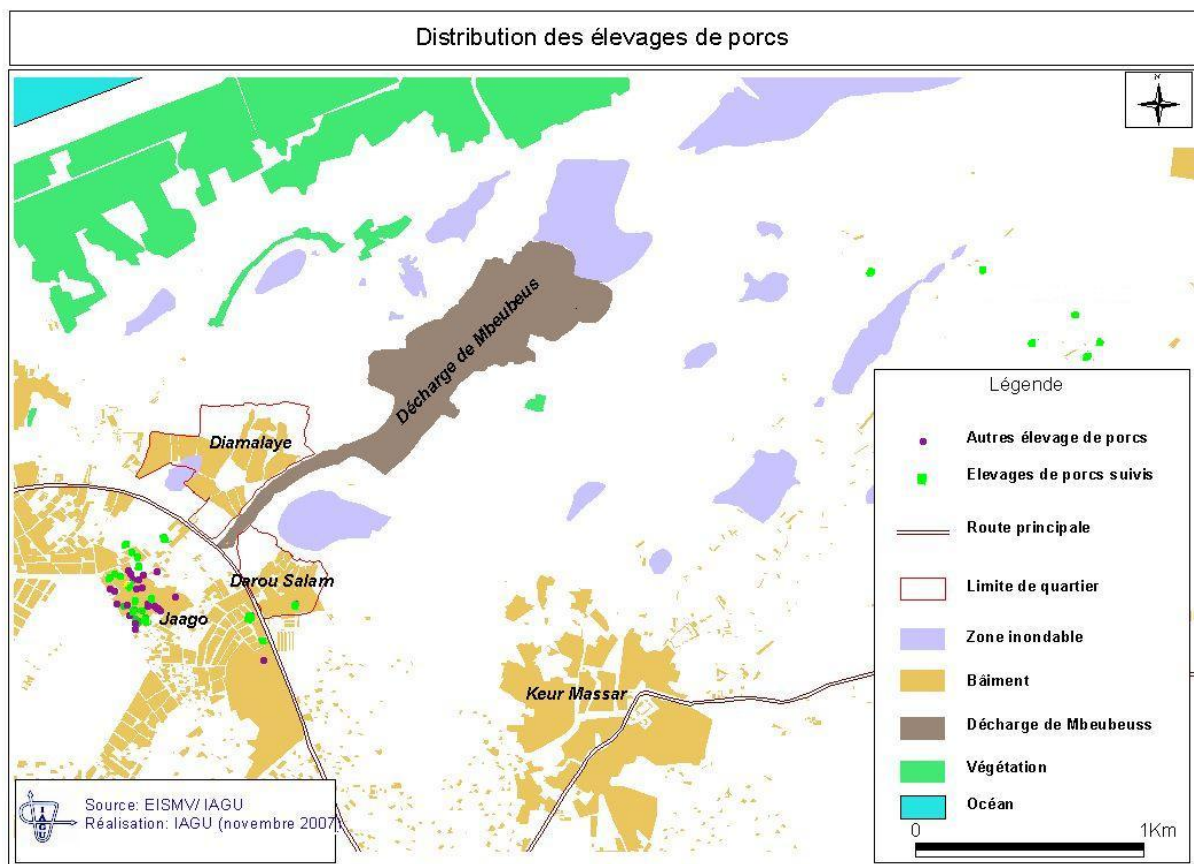 Distribution des élevages de porcs
N
Décharge de Mbeubeus
Diamalaye
Darou Salam
Jaago
Keur Massar
Légende
Autres élevage de porcs
Elevages de porcs suivis
Route principale
Limite de quartier
Zone inondable
Bâiment
Décharge de Mbeubeuss
Végétation
Océan
0 1Km
IAGU
Source: EISMV/ IAGU
Réalisation: IAGU (novembre 2007)